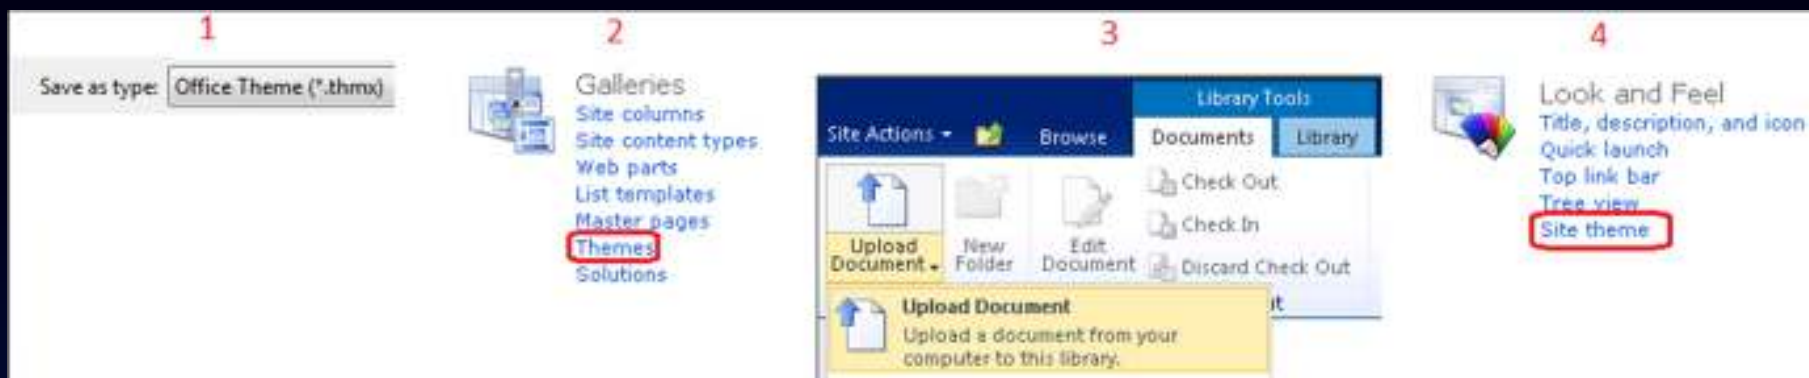 1
Save as type: Office Theme (*.thmx)
2
Galleries
Site columns
Site content types
Web parts
List templates
Master pages
Themes
Solutions
3
Library Tools
Site Actions Browse Documents Library
Upload Document
New Folder
Edit Document
Check Out
Check In
Discard Check Out
Upload Document
Upload a document from your
computer to this library.
4
Look and Feel
Title, description, and icon
Quick launch
Top link bar
Tree view
Site theme